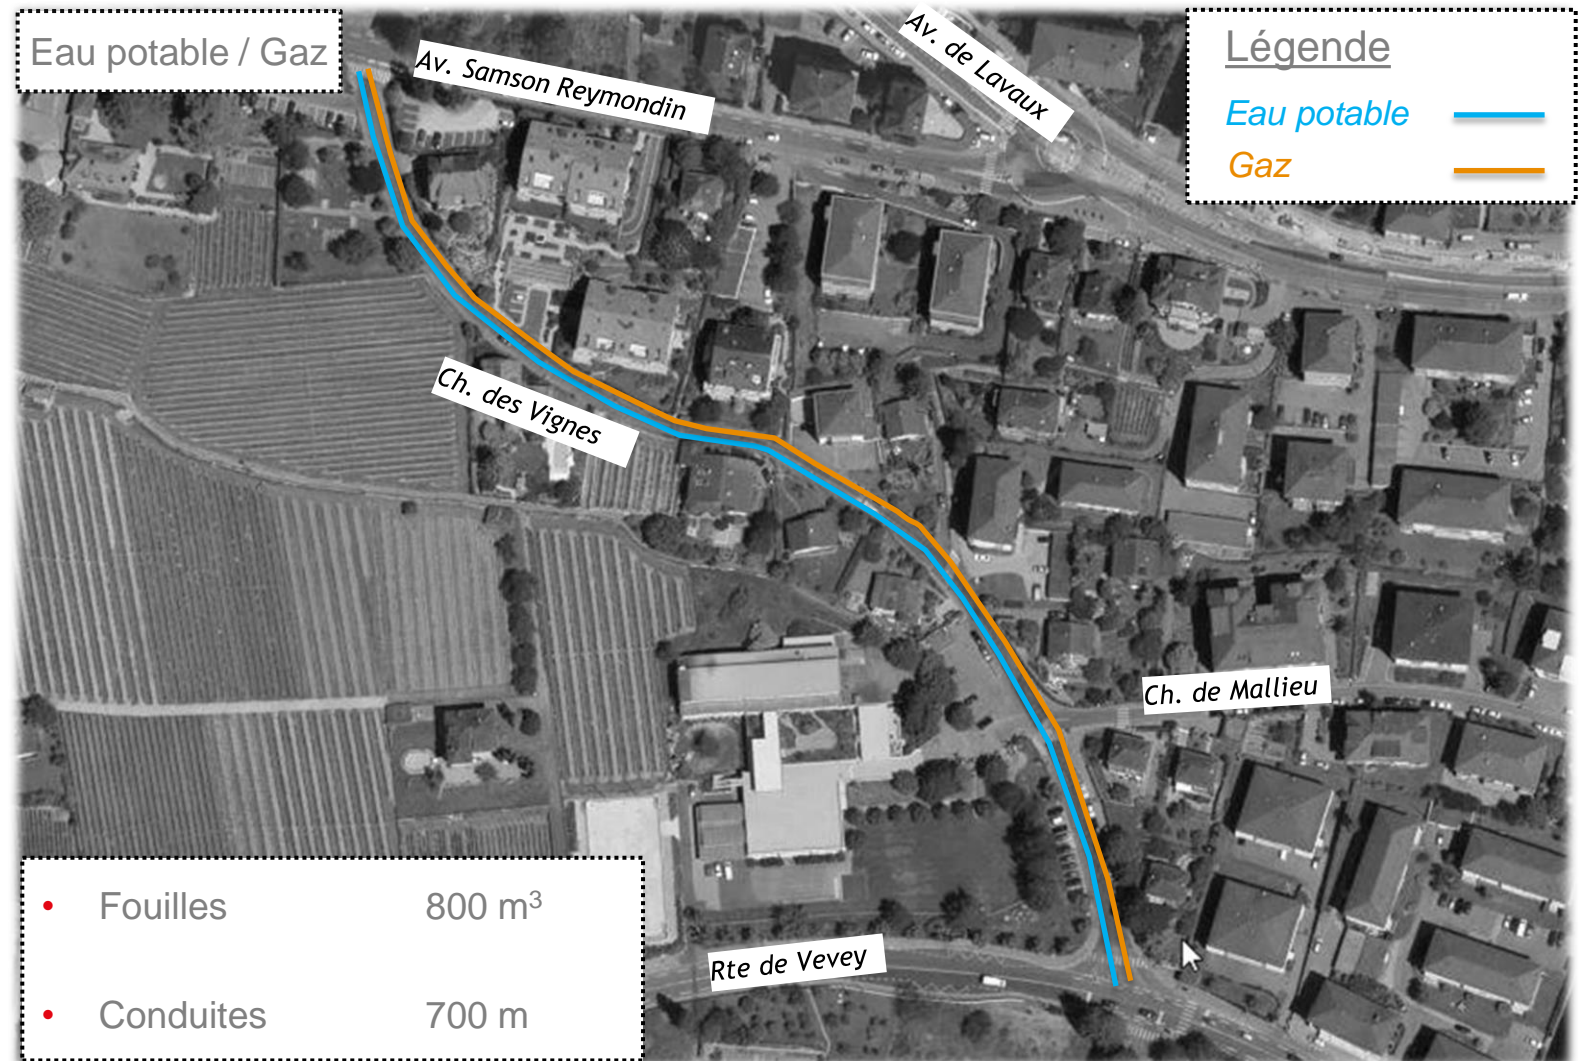 Eau potable / Gaz
Av. Samson Reymondin
Av. de Lavaux
Légende
Eau potable
Gaz
Ch. des Vignes
Ch. de Mallieu
• Fouilles 800 m³
Rte de Vevey
• Conduites 700 m